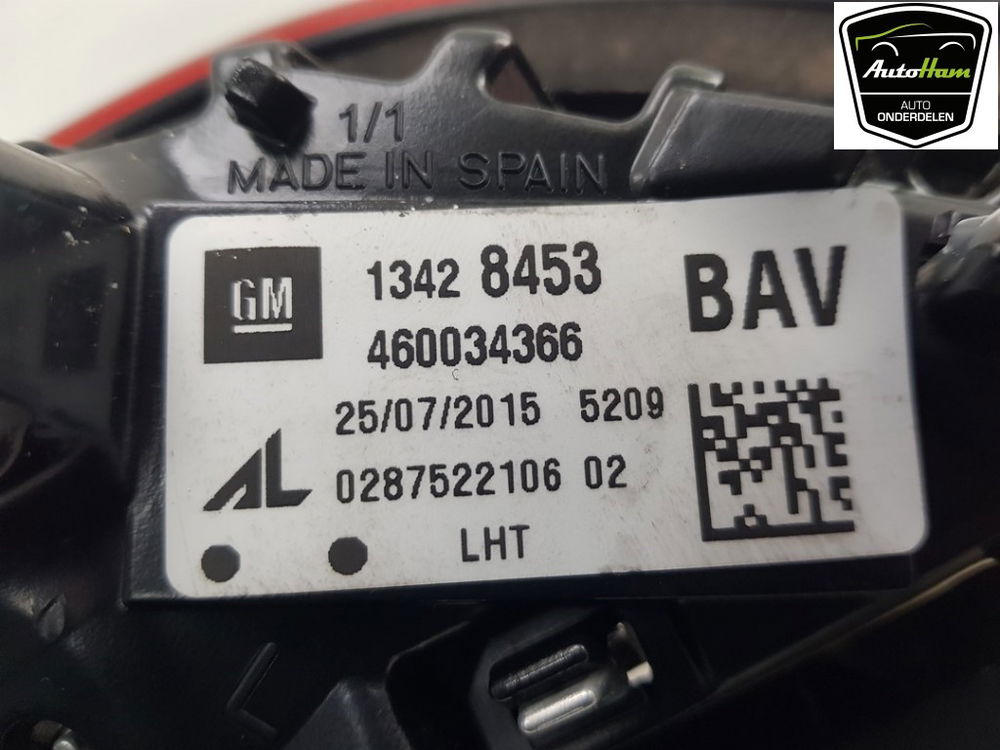 AutoHam
AUTO
ONDERDELEN
1/1
MADE IN SPAIN
GM
1342 8453
BAV
460034366
25/07/2015 5209
AL
0287522106 02
LHT
L